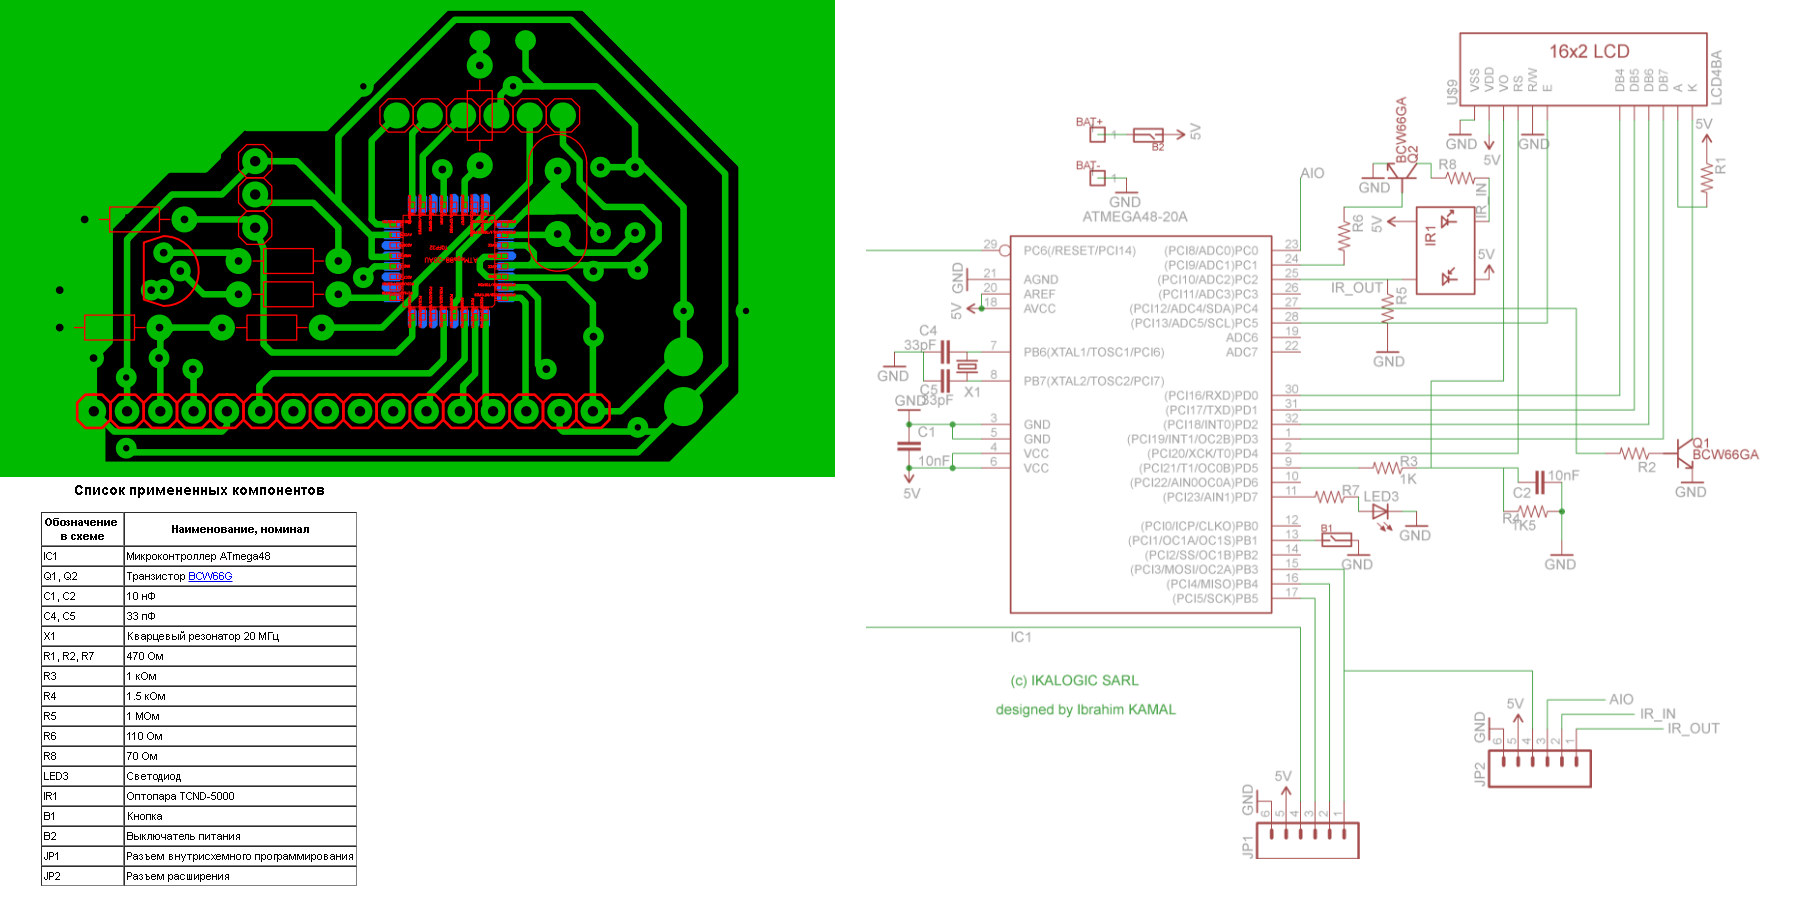 Список примененных компонентов
Обозначение в схеме Наименование, номинал
IC1 Микроконтроллер ATmega48
Q1, Q2 Транзистор BCW66G
C1, C2 10 нФ
C4, C5 33 пФ
X1 Кварцевый резонатор 20 МГц
R1, R2, R7 470 Ом
R3 1 кОм
R4 1.5 кОм
R5 1 МОм
R6 110 Ом
R8 70 Ом
LED3 Светодиод
IR1 Оптопара TCND-5000
B1 Кнопка
B2 Выключатель питания
JP1 Разъем внутрисхемного программирования
JP2 Разъем расширения
16x2 LCD
U$9
LCD4BA
VSS
VDD
VO
RS
R/W
E
DB4
DB5
DB6
DB7
A
K
GND
5V
GND
5V
R1
BAT+
1
B2
5V
BAT-
1
GND
BCW66GA
Q2
GND
R8
IR_IN
AIO
R6
5V
IR1
5V
IR_OUT
R5
GND
ATMEGA48-20A
29 PC6(/RESET/PCI14)
21 AGND
20 AREF
18 AVCC
7 PB6(XTAL1/TOSC1/PCI6)
8 PB7(XTAL2/TOSC2/PCI7)
3 GND
5 GND
4 VCC
6 VCC
(PCI8/ADC0)PC0 23
(PCI9/ADC1)PC1 24
(PCI10/ADC2)PC2 25
(PCI11/ADC3)PC3 26
(PCI12/ADC4/SDA)PC4 27
(PCI13/ADC5/SCL)PC5 28
ADC6 19
ADC7 22
(PCI16/RXD)PD0 30
(PCI17/TXD)PD1 31
(PCI18/INT0)PD2 32
(PCI19/INT1/OC2B)PD3 1
(PCI20/XCK/T0)PD4 2
(PCI21/T1/OC0B)PD5 9
(PCI22/AIN0OC0A)PD6 10
(PCI23/AIN1)PD7 11
(PCI0/ICP/CLKO)PB0 12
(PCI1/OC1A/OC1S)PB1 13
(PCI2/SS/OC1B)PB2 14
(PCI3/MOSI/OC2A)PB3 15
(PCI4/MISO)PB4 16
(PCI5/SCK)PB5 17
IC1
GND
5V
C4
33pF
GND
C5
33pF
X1
GND
C1
10nF
5V
R3
1K
R7
LED3
GND
B1
GND
C2
10nF
R4
1K5
GND
R2
Q1
BCW66GA
GND
(c) IKALOGIC SARL
designed by Ibrahim KAMAL
GND
5V
6 5 4 3 2 1
JP1
GND
5V
6 5 4 3 2 1
JP2
AIO
IR_IN
IR_OUT